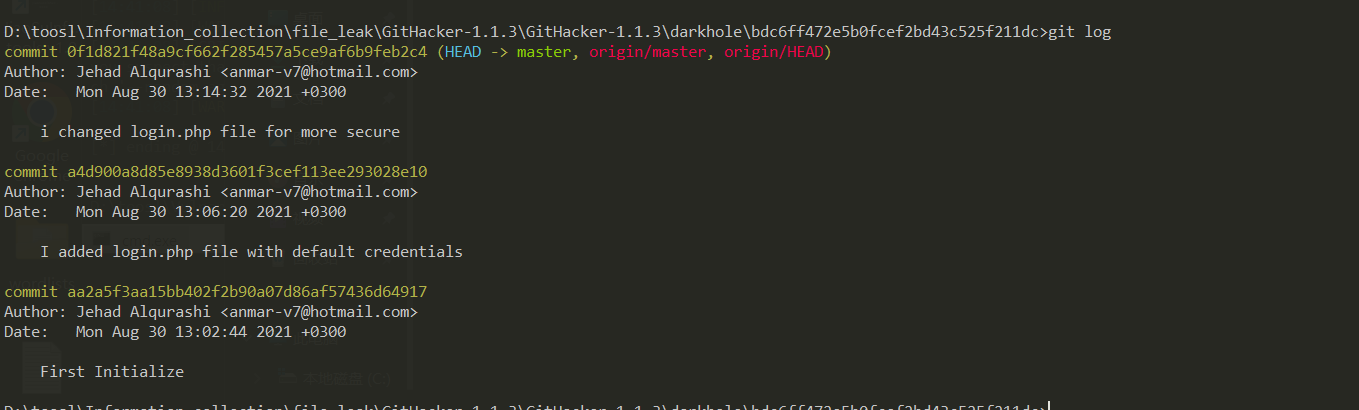 D:\toosl\Information_collection\file_leak\GitHacker-1.1.3\GitHacker-1.1.3\darkhole\bdc6ff472e5b0fcef2bd43c525f211dc>git log
commit 0f1d821f48a9cf662f285457a5ce9af6b9feb2c4 (HEAD -> master, origin/master, origin/HEAD)
Author: Jehad Alqurashi <anmar-v7@hotmail.com>
Date:   Mon Aug 30 13:14:32 2021 +0300
i changed login.php file for more secure
commit a4d900a8d85e8938d3601f3cef113ee293028e10
Author: Jehad Alqurashi <anmar-v7@hotmail.com>
Date:   Mon Aug 30 13:06:20 2021 +0300
I added login.php file with default credentials
commit aa2a5f3aa15bb402f2b90a07d86af57436d64917
Author: Jehad Alqurashi <anmar-v7@hotmail.com>
Date:   Mon Aug 30 13:02:44 2021 +0300
First Initialize
本地磁盘 (C:)
D:\toosl\Information_collection\file_leak\GitHacker-1.1.3\GitHacker-1.1.3\darkhole\bdc6ff472e5b0fcef2bd43c525f211dc>